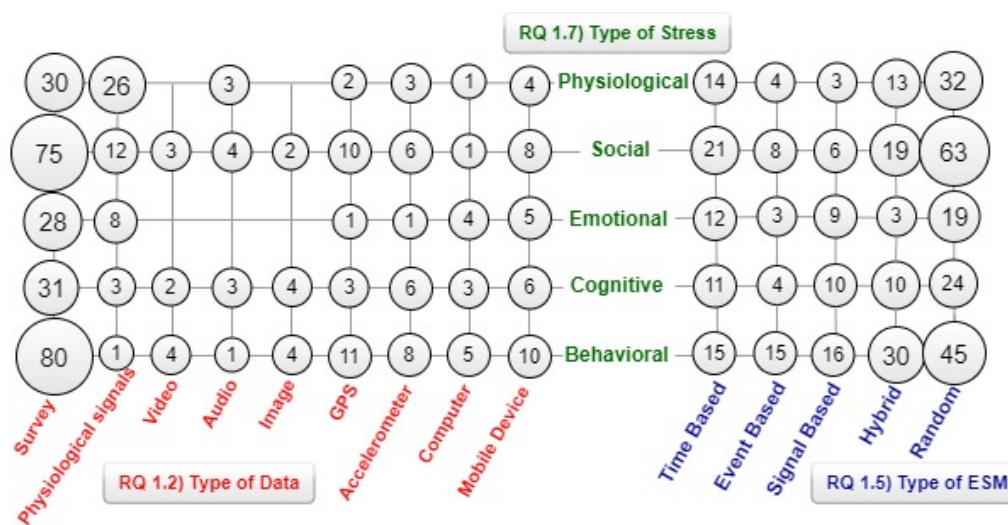 RQ 1.7) Type of Stress
30 26 3 2 3 1 4 Physiological 14 4 3 13 32
75 12 3 4 2 10 6 1 8 Social 21 8 6 19 63
28 8 1 1 4 5 Emotional 12 3 9 3 19
31 3 2 3 4 3 6 3 6 Cognitive 11 4 10 10 24
80 1 4 1 4 11 8 5 10 Behavioral 15 15 16 30 45
Survey
Physiological signals
Video
Audio
Image
GPS
Accelerometer
Computer
Mobile Device
Time Based
Event Based
Signal Based
Hybrid
Random
RQ 1.2) Type of Data
RQ 1.5) Type of ESM